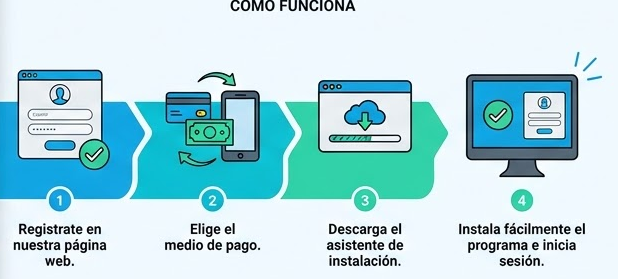 COMO FUNCIONA
1
Registrate en
nuestra página
web.
2
Elige el
medio de pago.
3
Descarga el
asistente de
instalación.
4
Instala fácilmente el
programa e inicia
sesión.